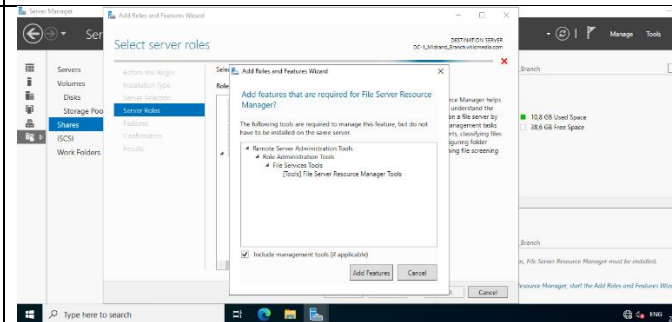 Server Manager
Add Roles and Features Wizard
Ser
Manage Tools
Select server roles
DESTINATION SERVER
Servers
Volumes
Disks
Storage Poo
Shares
iSCSI
Work Folders
Before You Begin
Installation Type
Server Selection
Server Roles
Features
Confirmation
Results
Sele
Role
Add Roles and Features Wizard
Add features that are required for File Server Resource
Manager?
The following tools are required to manage this feature, but do not
have to be installed on the same server.
Remote Server Administration Tools
Role Administration Tools
File Services Tools
[Tools] File Server Resource Manager Tools
Include management tools (if applicable)
Add Features Cancel
ce Manager helps
understand the
on a file server by
anagement tasks
rts, classifying files
iguring folder
ing file screening
Cancel
Branch
10,8 GB Used Space
28,6 GB Free Space
Branch
, File Server Resource Manager must be installed.
esource Manager, start the Add Roles and Features Wiz
Type here to search
ENG